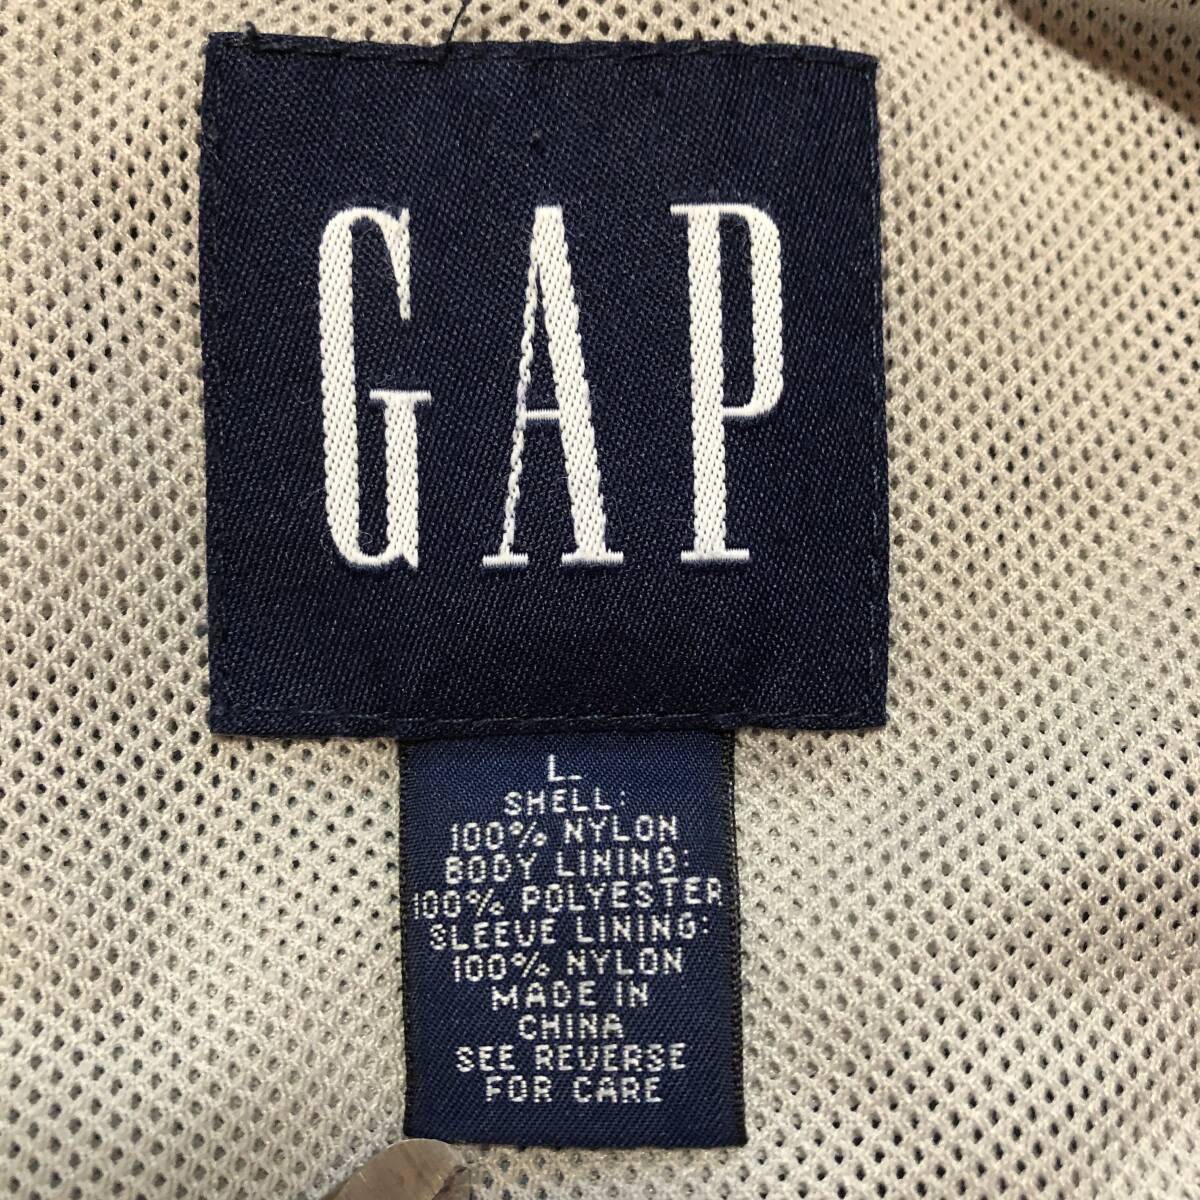 GAP
L
SHELL:
100% NYLON
BODY LINING:
100% POLYESTER
SLEEVE LINING:
100% NYLON
MADE IN
CHINA
SEE REVERSE
FOR CARE